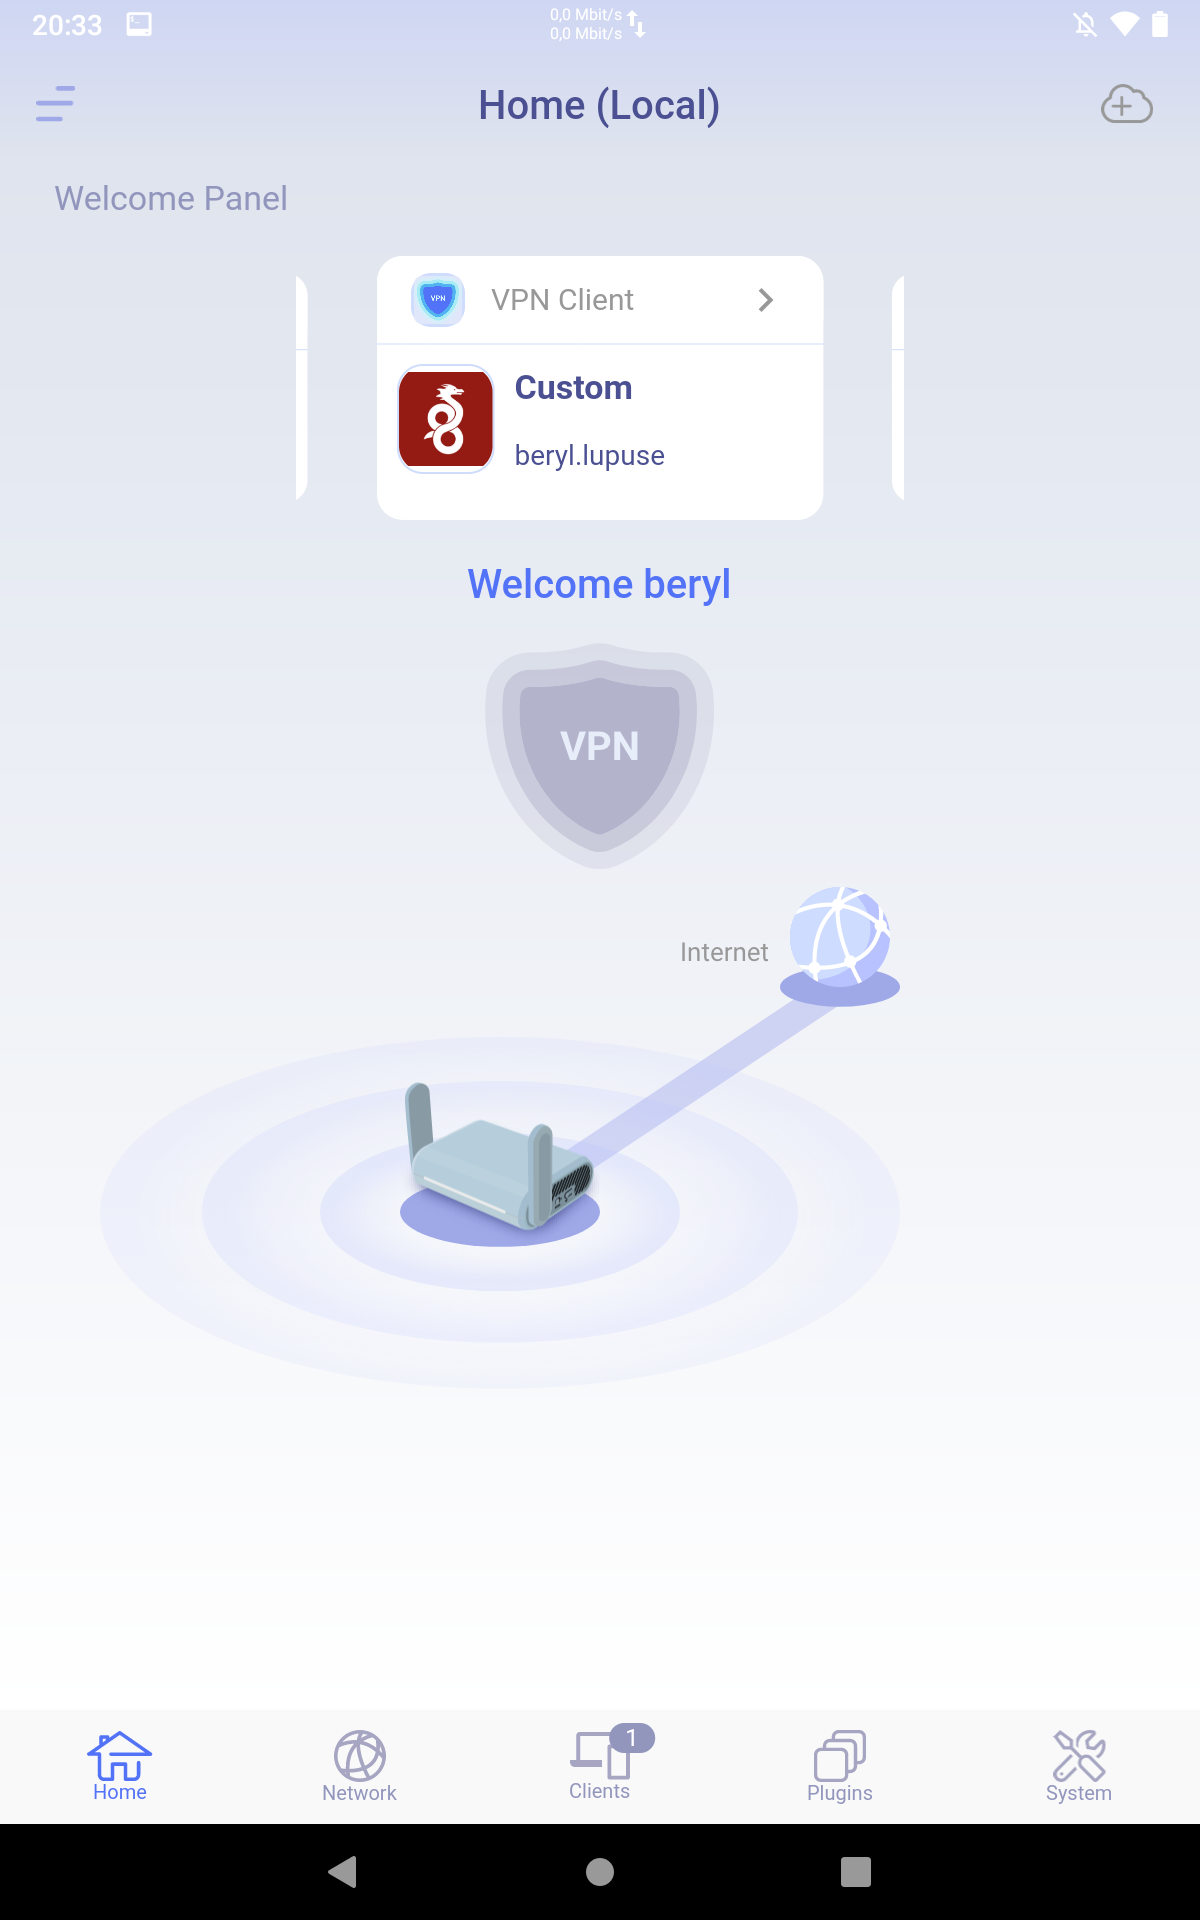 20:33
0,0 Mbit/s
0,0 Mbit/s
Home (Local)
Welcome Panel
VPN
VPN Client
Custom
beryl.lupuse
Welcome beryl
VPN
Internet
1
Home
Network
Clients
Plugins
System